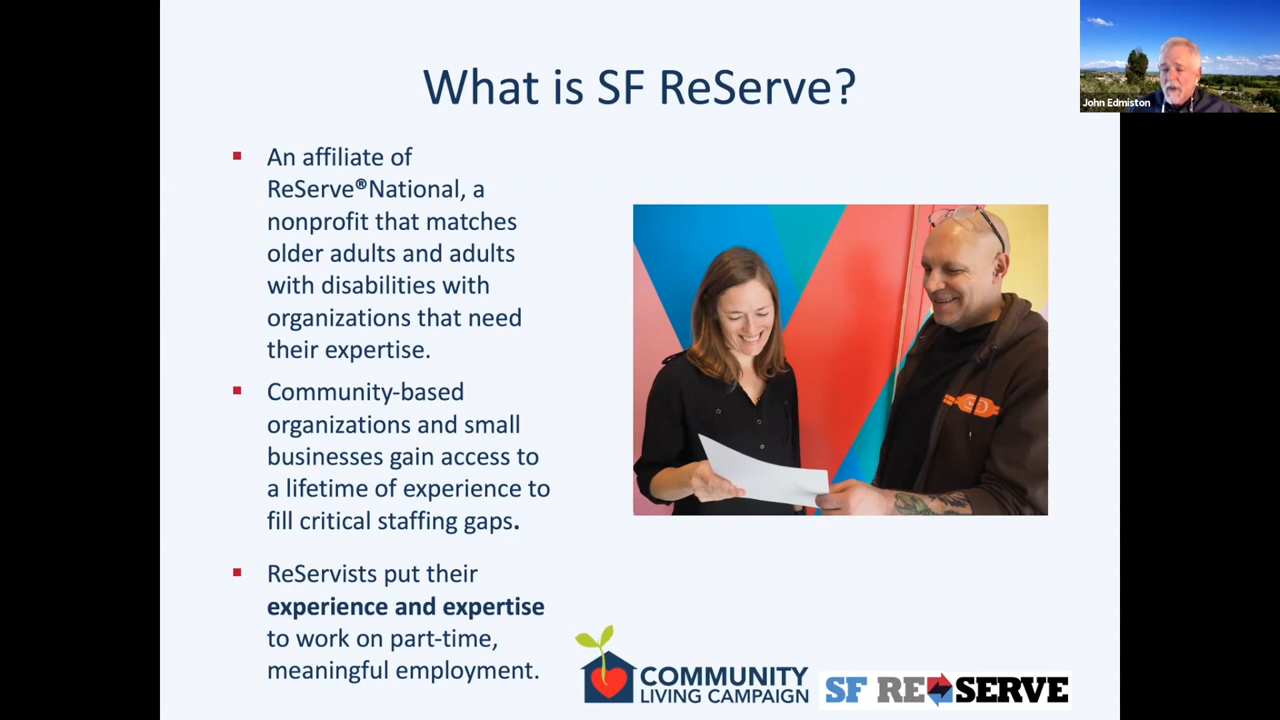 What is SF ReServe?
John Edmiston
▪ An affiliate of
ReServe®National, a
nonprofit that matches
older adults and adults
with disabilities with
organizations that need
their expertise.
▪ Community-based
organizations and small
businesses gain access to
a lifetime of experience to
fill critical staffing gaps.
▪ ReServists put their
experience and expertise
to work on part-time,
meaningful employment.
COMMUNITY
LIVING CAMPAIGN
SF RESERVE